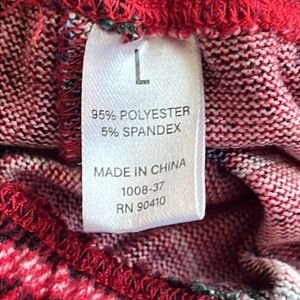 L
95% POLYESTER
5% SPANDEX
MADE IN CHINA
1008-37
RN 90410